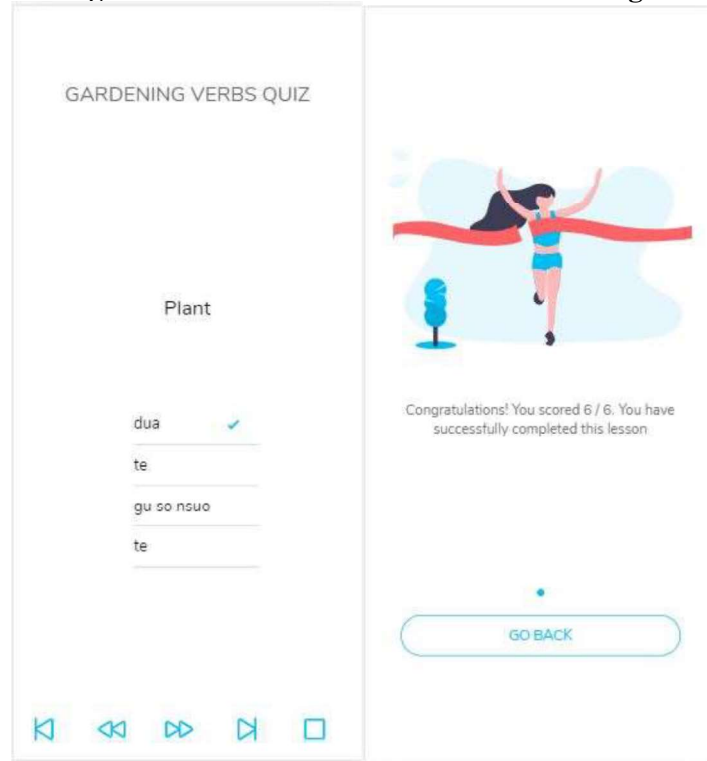 GARDENING VERBS QUIZ
Plant
dua
te
gu so nsuo
te
Congratulations! You scored 6 / 6. You have
successfully completed this lesson
GO BACK